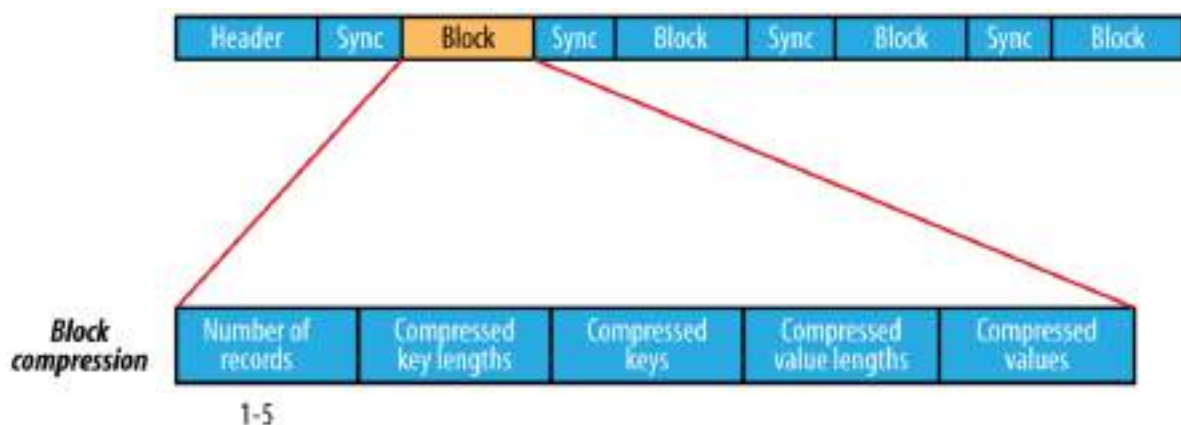 Header Sync Block Sync Block Sync Block Sync Block
Block compression
Number of records
Compressed key lengths
Compressed keys
Compressed value lengths
Compressed values
1-5